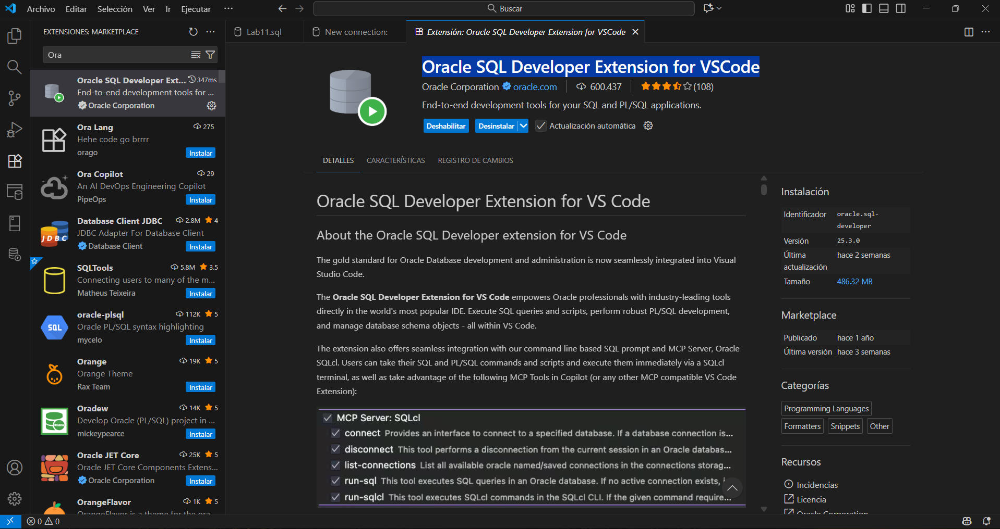 Archivo Editar Selección Ver Ir Ejecutar ··· Buscar
EXTENSIONES: MARKETPLACE
Ora
Oracle SQL Developer Ext... 347ms
End-to-end development tools for ...
Oracle Corporation
Ora Lang 275
Hehe code go brrrr
orago Instalar
Ora Copilot 29
An AI DevOps Engineering Copilot
PipeOps Instalar
Database Client JDBC 2.8M 4
JDBC Adapter For Database Client
Database Client Instalar
JDBC
SQLTools 5.8M 3.5
Connecting users to many of the m...
Matheus Teixeira Instalar
oracle-plsql 112K 5
Oracle PL/SQL syntax highlighting
mycelo Instalar
SQL
Orange 19K 5
Orange Theme
Rax Team Instalar
Oradew 14K 5
Develop Oracle (PL/SQL) project in ...
mickeypearce Instalar
Oradew
Oracle JET Core 25K 5
Oracle JET Core Components Extens...
Oracle Corporation Instalar
OrangeFlavor 1K 5
OrangeFlavor is a theme for the ora
Lab11.sql New connection: Extensión: Oracle SQL Developer Extension for VSCode
Oracle SQL Developer Extension for VSCode
Oracle Corporation oracle.com 600.437 (108)
End-to-end development tools for your SQL and PL/SQL applications.
Deshabilitar Desinstalar Actualización automática
DETALLES CARACTERÍSTICAS REGISTRO DE CAMBIOS
Oracle SQL Developer Extension for VS Code
About the Oracle SQL Developer extension for VS Code
The gold standard for Oracle Database development and administration is now seamlessly integrated into Visual
Studio Code.
The Oracle SQL Developer Extension for VS Code empowers Oracle professionals with industry-leading tools
directly in the world's most popular IDE. Execute SQL queries and scripts, perform robust PL/SQL development,
and manage database schema objects - all within VS Code.
The extension also offers seamless integration with our command line based SQL prompt and MCP Server, Oracle
SQLcl. Users can take their SQL and PL/SQL commands and scripts and execute them immediately via a SQLcl
terminal, as well as take advantage of the following MCP Tools in Copilot (or any other MCP compatible VS Code
Extension):
MCP Server: SQLcl
connect Provides an interface to connect to a specified database. If a database connection is...
disconnect This tool performs a disconnection from the current session in an Oracle databas...
list-connections List all available oracle named/saved connections in the connections storag...
run-sql This tool executes SQL queries in an Oracle database. If no active connection exists,
run-sqlcl This tool executes SQLcl commands in the SQLcl CLI. If the given command require...
Instalación
Identificador oracle.sql-
developer
Versión 25.3.0
Última hace 2 semanas
actualización
Tamaño 486.32 MB
Marketplace
Publicado hace 1 año
Última versión hace 3 semanas
Categorías
Programming Languages
Formatters Snippets Other
Recursos
Incidencias
Licencia
Oracle Corporation
0 0